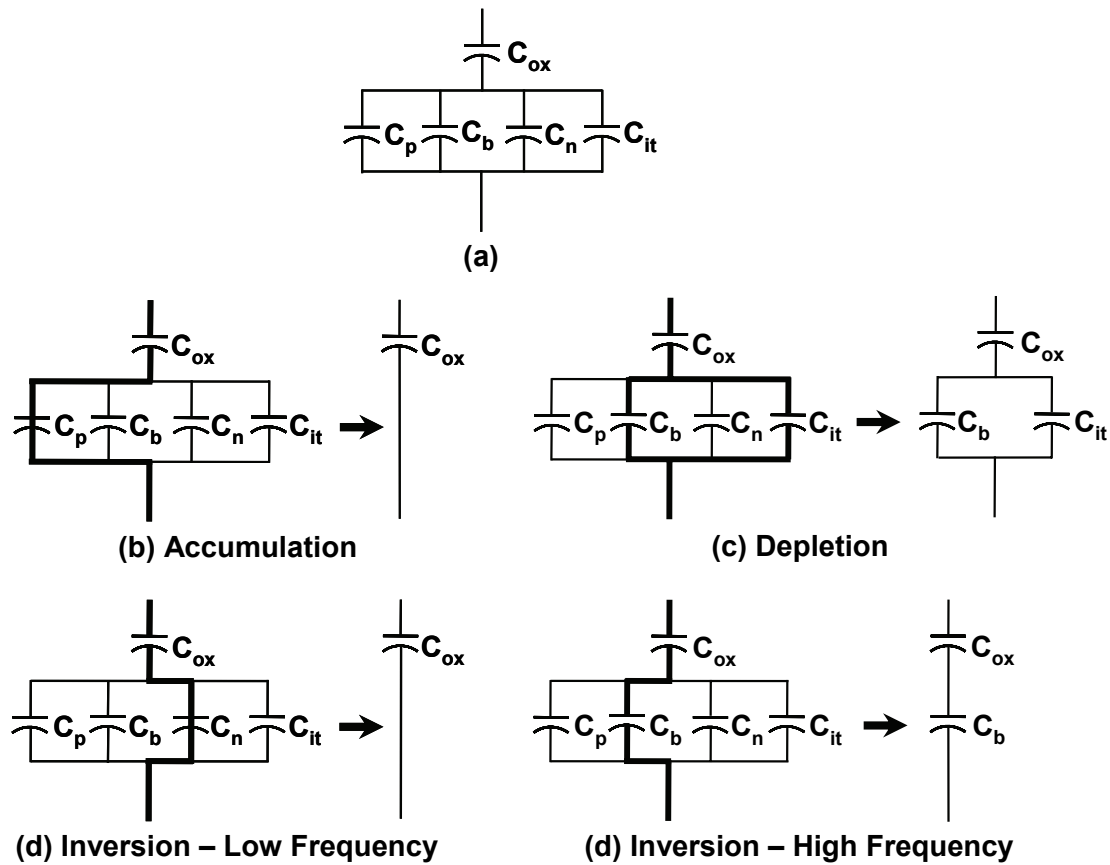 C_ox
C_p C_b C_n C_it
(a)
C_ox C_ox
C_p C_b C_n C_it
(b) Accumulation
C_ox C_ox
C_p C_b C_n C_it C_b C_it
(c) Depletion
C_ox C_ox
C_p C_b C_n C_it
(d) Inversion – Low Frequency
C_ox C_ox
C_p C_b C_n C_it C_b
(d) Inversion – High Frequency